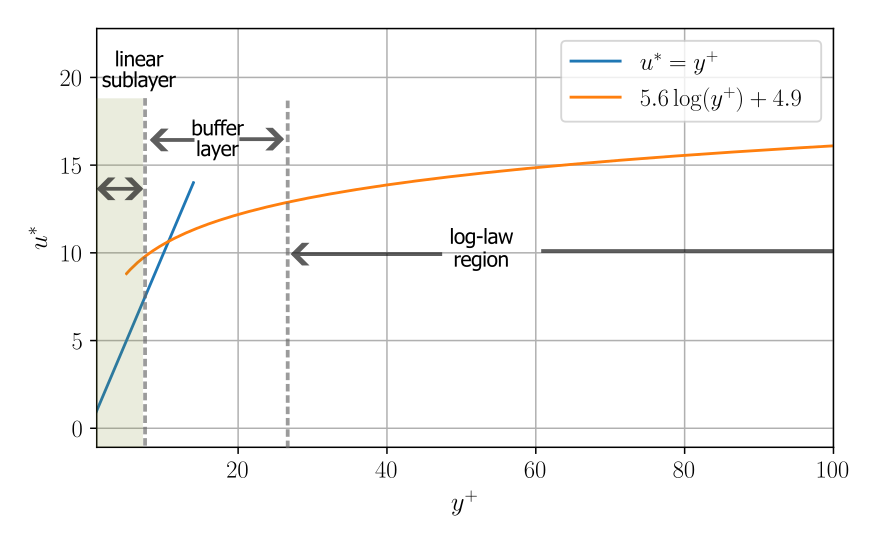 linear
sublayer
buffer
layer
log-law
region
u* = y⁺
5.6 log(y⁺) + 4.9
20
15
10
5
0
u*
20
40
60
80
100
y⁺